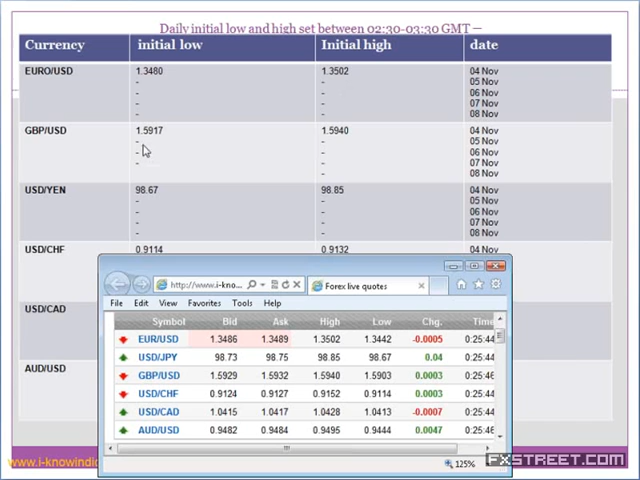 Daily initial low and high set between 02:30-03:30 GMT —
Currency initial low Initial high date
EURO/USD 1.3480 1.3502 04 Nov
- - 05 Nov
- - 06 Nov
- - 07 Nov
- - 08 Nov
GBP/USD 1.5917 1.5940 04 Nov
- - 05 Nov
- - 06 Nov
- - 07 Nov
- 08 Nov
USD/YEN 98.67 98.85 04 Nov
- - 05 Nov
- - 06 Nov
- - 07 Nov
- - 08 Nov
USD/CHF 0.9114 0.9132 04 Nov
USD/CAD
AUD/USD
http://www.i-kno... Forex live quotes
File Edit View Favorites Tools Help
Symbol Bid Ask High Low Chg. Time
EUR/USD 1.3486 1.3489 1.3502 1.3442 -0.0005 0:25:44
USD/JPY 98.73 98.75 98.85 98.67 0.04 0:25:44
GBP/USD 1.5929 1.5932 1.5940 1.5903 0.0003 0:25:46
USD/CHF 0.9124 0.9127 0.9152 0.9114 0.0003 0:25:44
USD/CAD 1.0415 1.0417 1.0428 1.0413 -0.0007 0:25:44
AUD/USD 0.9482 0.9484 0.9495 0.9444 0.0047 0:25:46
125%
www.i-knowindi
FXSTREET.COM